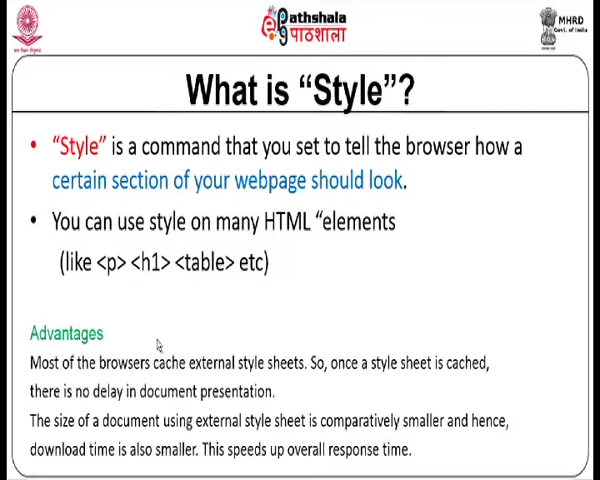 Pathshala
पाठशाला
MHRD
Govt. of India
What is “Style”?
• “Style” is a command that you set to tell the browser how a
certain section of your webpage should look.
• You can use style on many HTML “elements
(like <p> <h1> <table> etc)
Advantages
Most of the browsers cache external style sheets. So, once a style sheet is cached,
there is no delay in document presentation.
The size of a document using external style sheet is comparatively smaller and hence,
download time is also smaller. This speeds up overall response time.